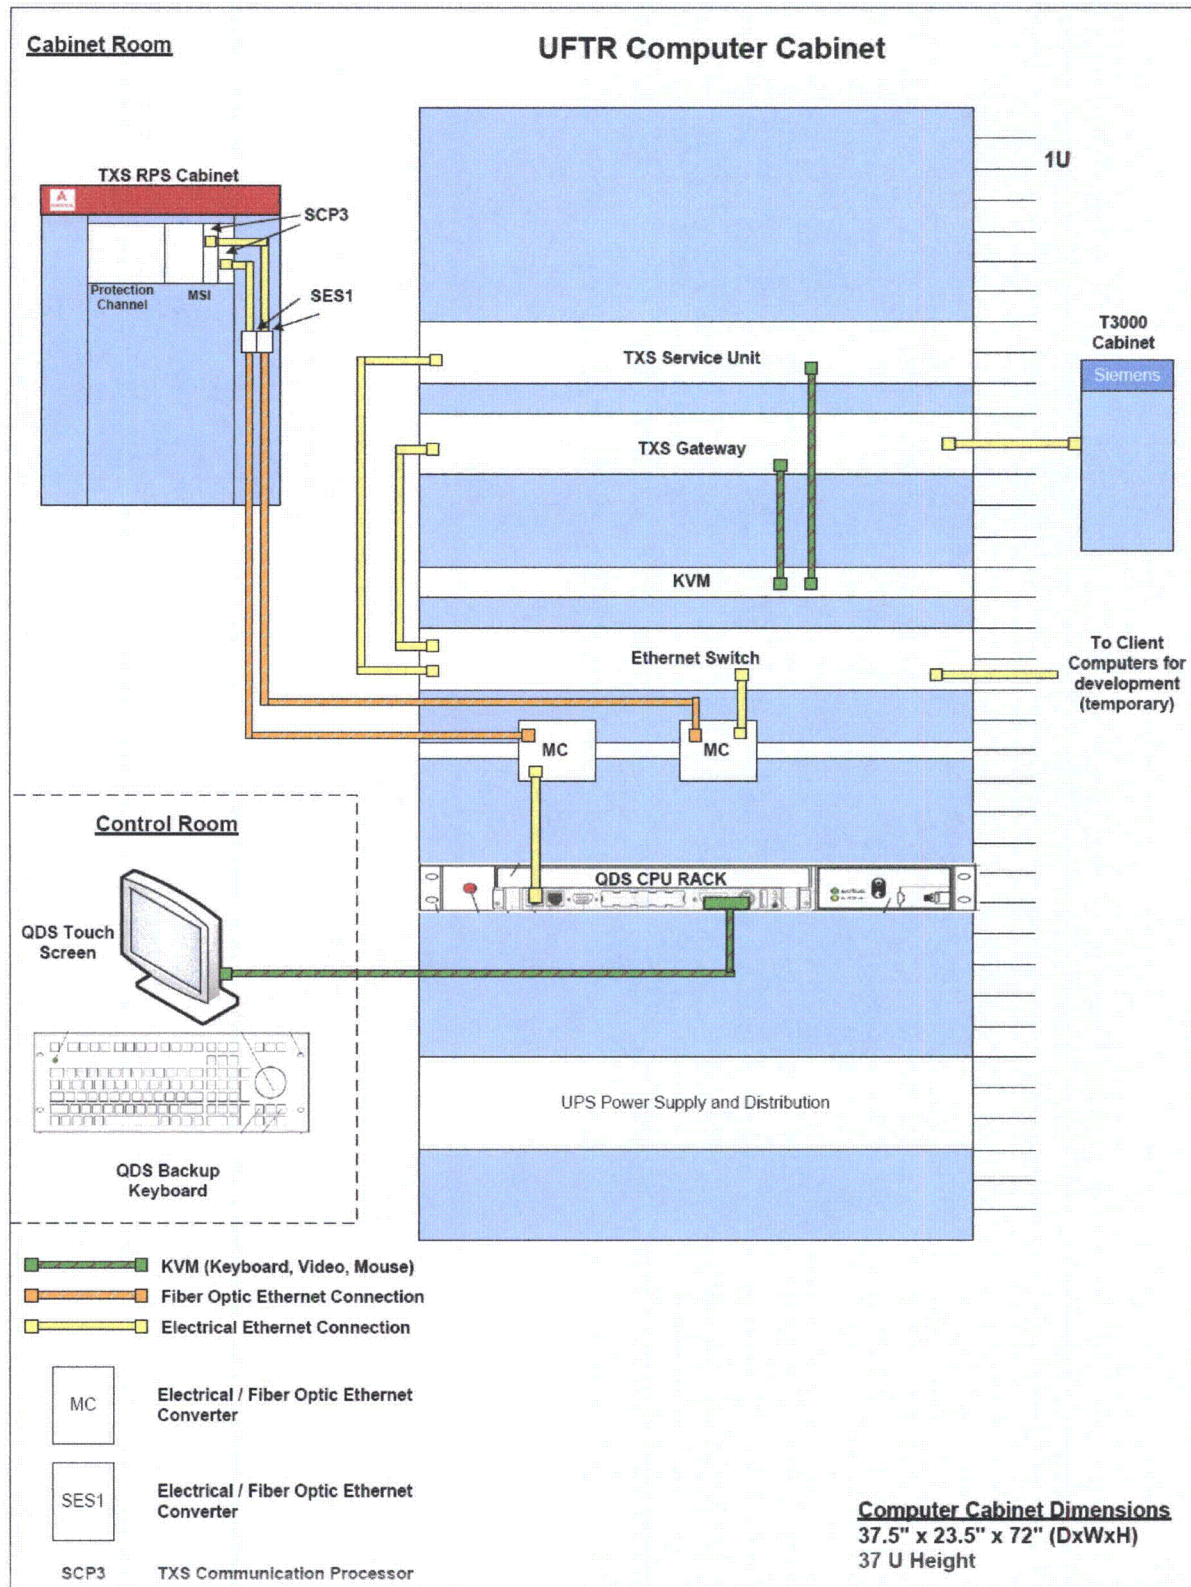 Cabinet Room
UFTR Computer Cabinet
1U
TXS RPS Cabinet
SCP3
Protection
Channel
MSI
SES1
T3000
Cabinet
Siemens
TXS Service Unit
TXS Gateway
KVM
Ethernet Switch
To Client
Computers for
development
(temporary)
MC
MC
Control Room
QDS CPU RACK
QDS Touch
Screen
UPS Power Supply and Distribution
QDS Backup
Keyboard
KVM (Keyboard, Video, Mouse)
Fiber Optic Ethernet Connection
Electrical Ethernet Connection
MC
Electrical / Fiber Optic Ethernet
Converter
SES1
Electrical / Fiber Optic Ethernet
Converter
SCP3
TXS Communication Processor
Computer Cabinet Dimensions
37.5" x 23.5" x 72" (DxWxH)
37 U Height